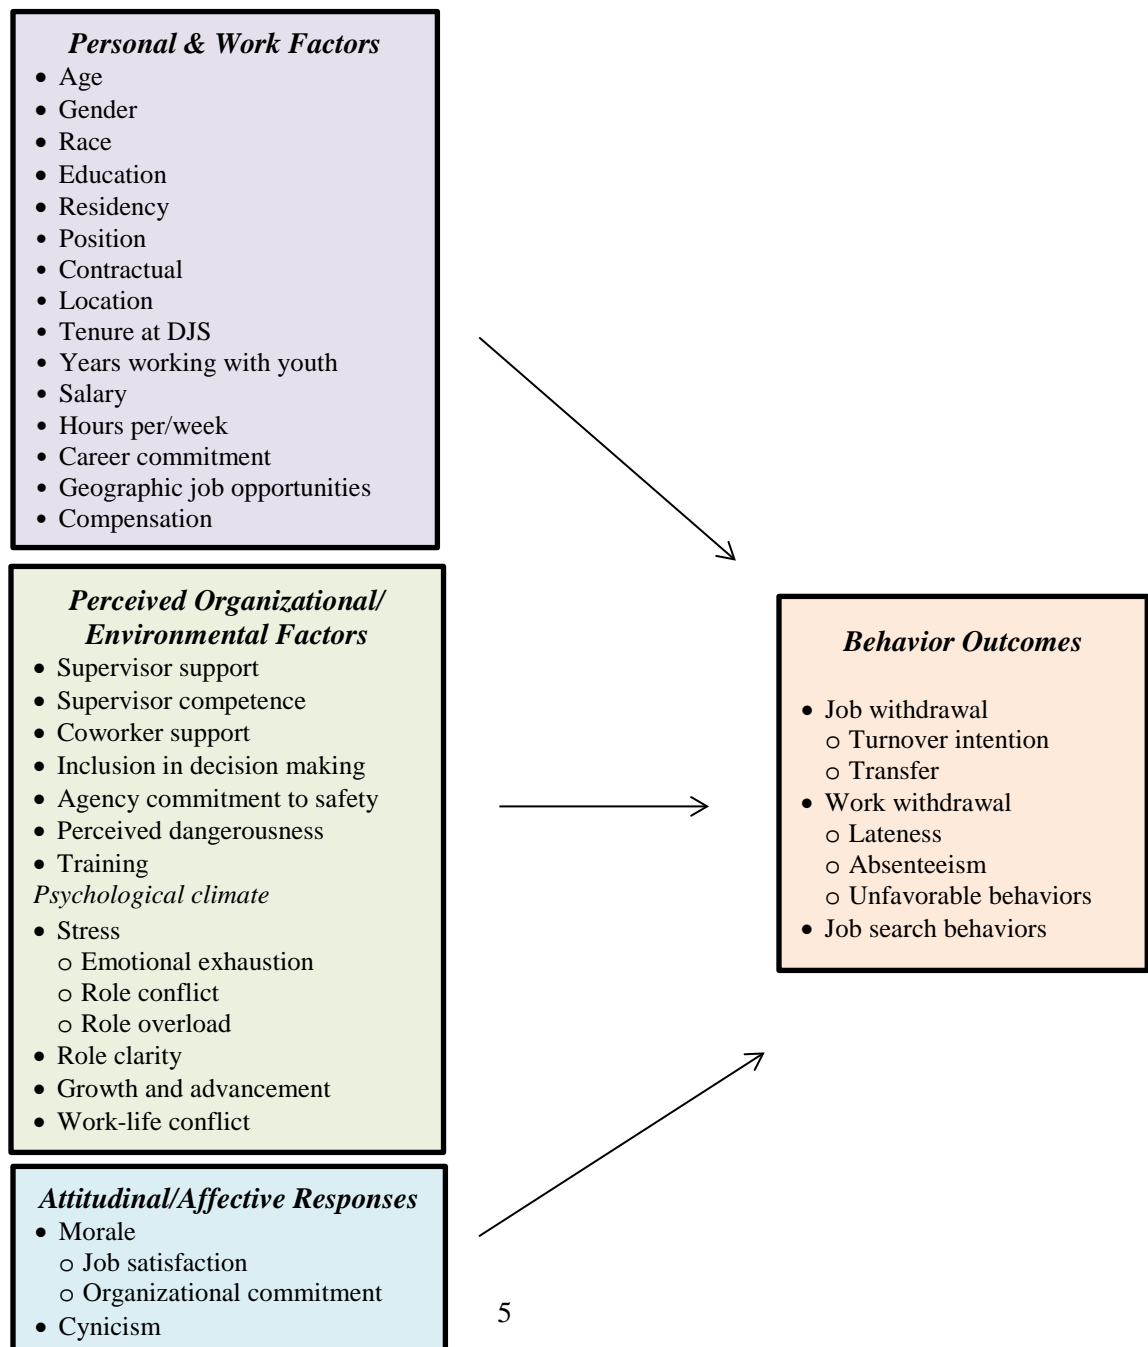 Personal & Work Factors
• Age
• Gender
• Race
• Education
• Residency
• Position
• Contractual
• Location
• Tenure at DJS
• Years working with youth
• Salary
• Hours per/week
• Career commitment
• Geographic job opportunities
• Compensation
Perceived Organizational/
Environmental Factors
• Supervisor support
• Supervisor competence
• Coworker support
• Inclusion in decision making
• Agency commitment to safety
• Perceived dangerousness
• Training
Psychological climate
• Stress
o Emotional exhaustion
o Role conflict
o Role overload
• Role clarity
• Growth and advancement
• Work-life conflict
Attitudinal/Affective Responses
• Morale
o Job satisfaction
o Organizational commitment
• Cynicism
Behavior Outcomes
• Job withdrawal
o Turnover intention
o Transfer
• Work withdrawal
o Lateness
o Absenteeism
o Unfavorable behaviors
• Job search behaviors
5